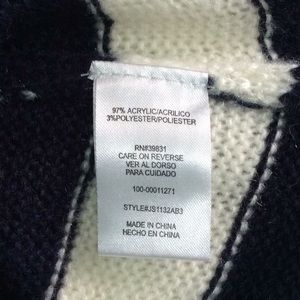 97% ACRYLIC/ACRILICO
3%POLYESTER/POLIESTER
RN#39831
CARE ON REVERSE
VER AL DORSO
PARA CUIDADO
100-00011271
STYLE#JS1132AB3
MADE IN CHINA
HECHO EN CHINA